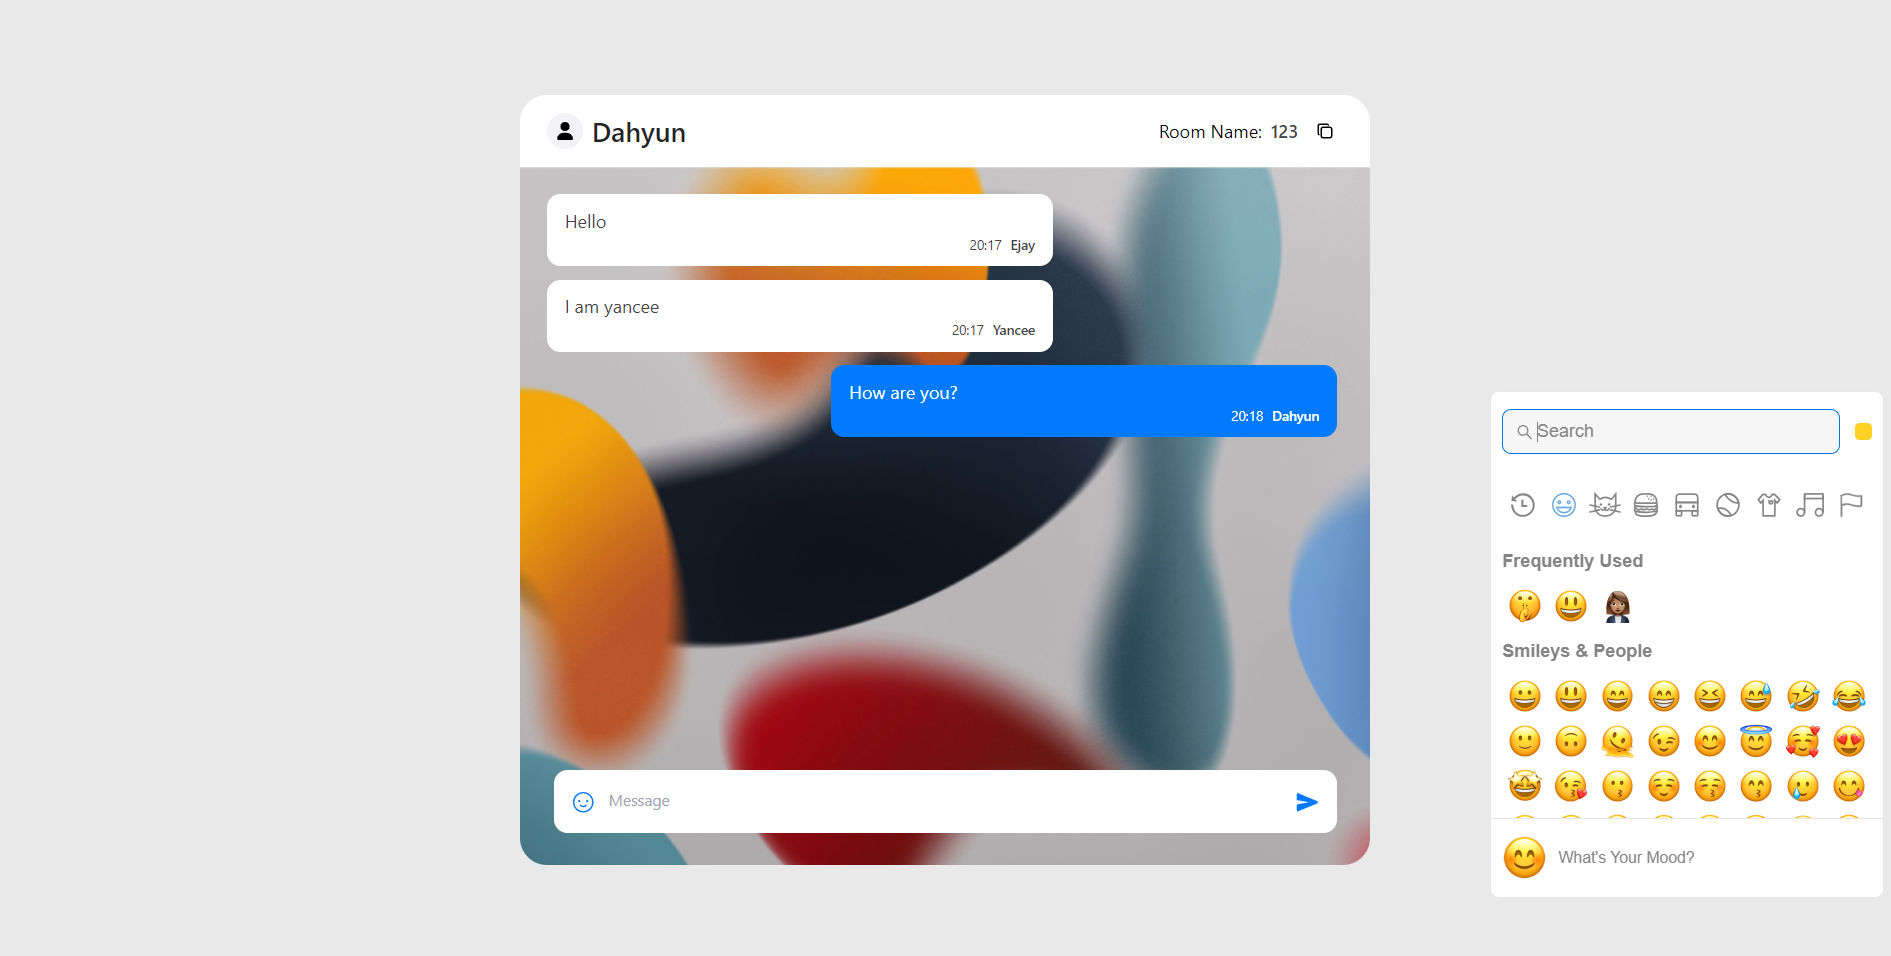 Dahyun
Room Name: 123
Hello
20:17 Ejay
I am yancee
20:17 Yancee
How are you?
20:18 Dahyun
Message
Search
Frequently Used
Smileys & People
What's Your Mood?